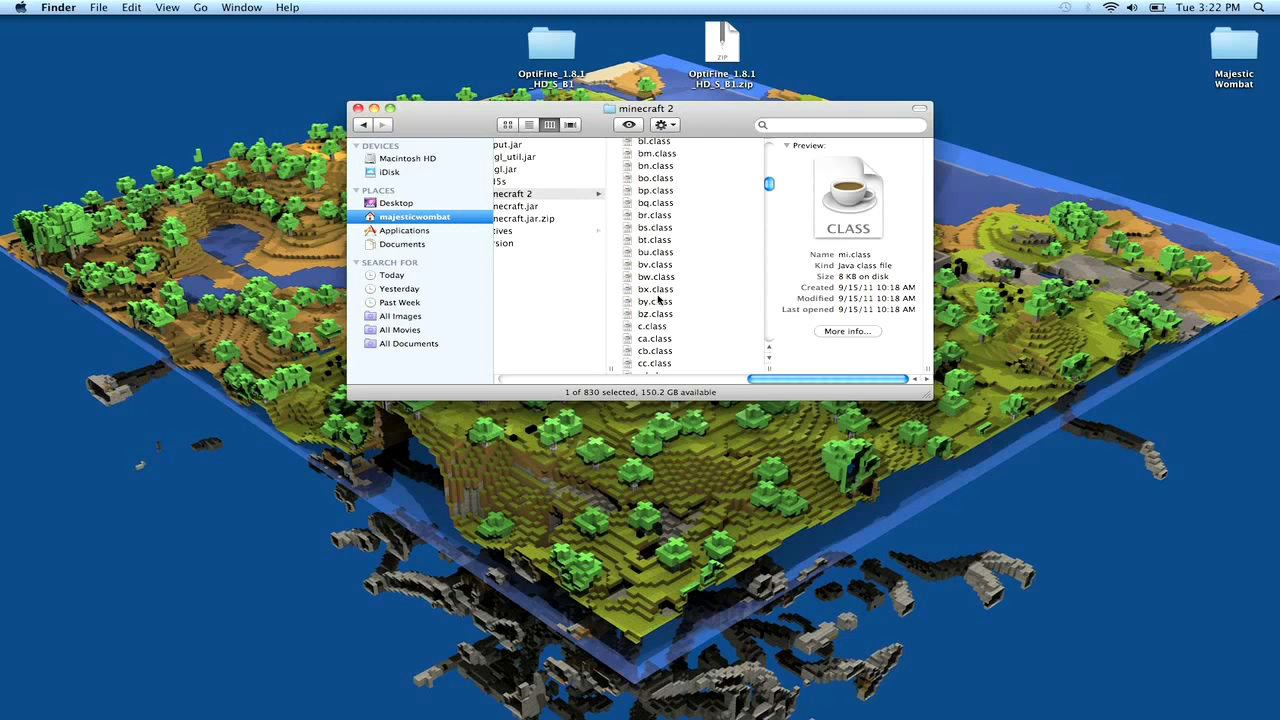 Finder File Edit View Go Window Help Tue 3:22 PM
OptiFine_1.8.1
_HD_S_B1
OptiFine_1.8.1
_HD_S_B1.zip
ZIP
Majestic
Wombat
minecraft 2
DEVICES
Macintosh HD
iDisk
PLACES
Desktop
majesticwombat
Applications
Documents
SEARCH FOR
Today
Yesterday
Past Week
All Images
All Movies
All Documents
put.jar
gl_util.jar
gl.jar
l5s
necraft 2
necraft.jar
necraft.jar.zip
tives
rsion
bl.class
bm.class
bn.class
bo.class
bp.class
bq.class
br.class
bs.class
bt.class
bu.class
bv.class
bw.class
bx.class
by.class
bz.class
c.class
ca.class
cb.class
cc.class
Preview:
CLASS
Name mi.class
Kind Java class file
Size 8 KB on disk
Created 9/15/11 10:18 AM
Modified 9/15/11 10:18 AM
Last opened 9/15/11 10:18 AM
More info...
1 of 830 selected, 150.2 GB available